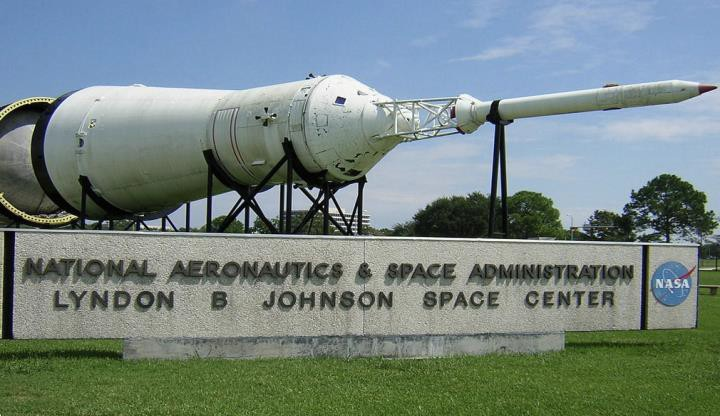 NATIONAL AERONAUTICS & SPACE ADMINISTRATION
LYNDON B JOHNSON SPACE CENTER
NASA